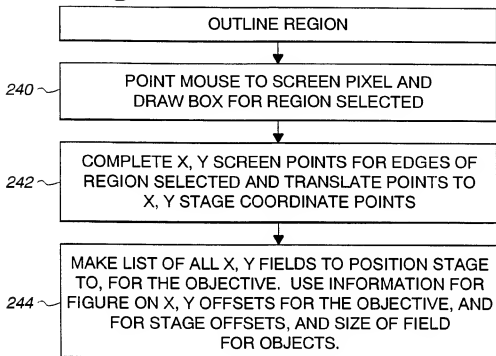 OUTLINE REGION
240
POINT MOUSE TO SCREEN PIXEL AND
DRAW BOX FOR REGION SELECTED
242
COMPLETE X, Y SCREEN POINTS FOR EDGES OF
REGION SELECTED AND TRANSLATE POINTS TO
X, Y STAGE COORDINATE POINTS
244
MAKE LIST OF ALL X, Y FIELDS TO POSITION STAGE
TO, FOR THE OBJECTIVE. USE INFORMATION FOR
FIGURE ON X, Y OFFSETS FOR THE OBJECTIVE, AND
FOR STAGE OFFSETS, AND SIZE OF FIELD
FOR OBJECTS.